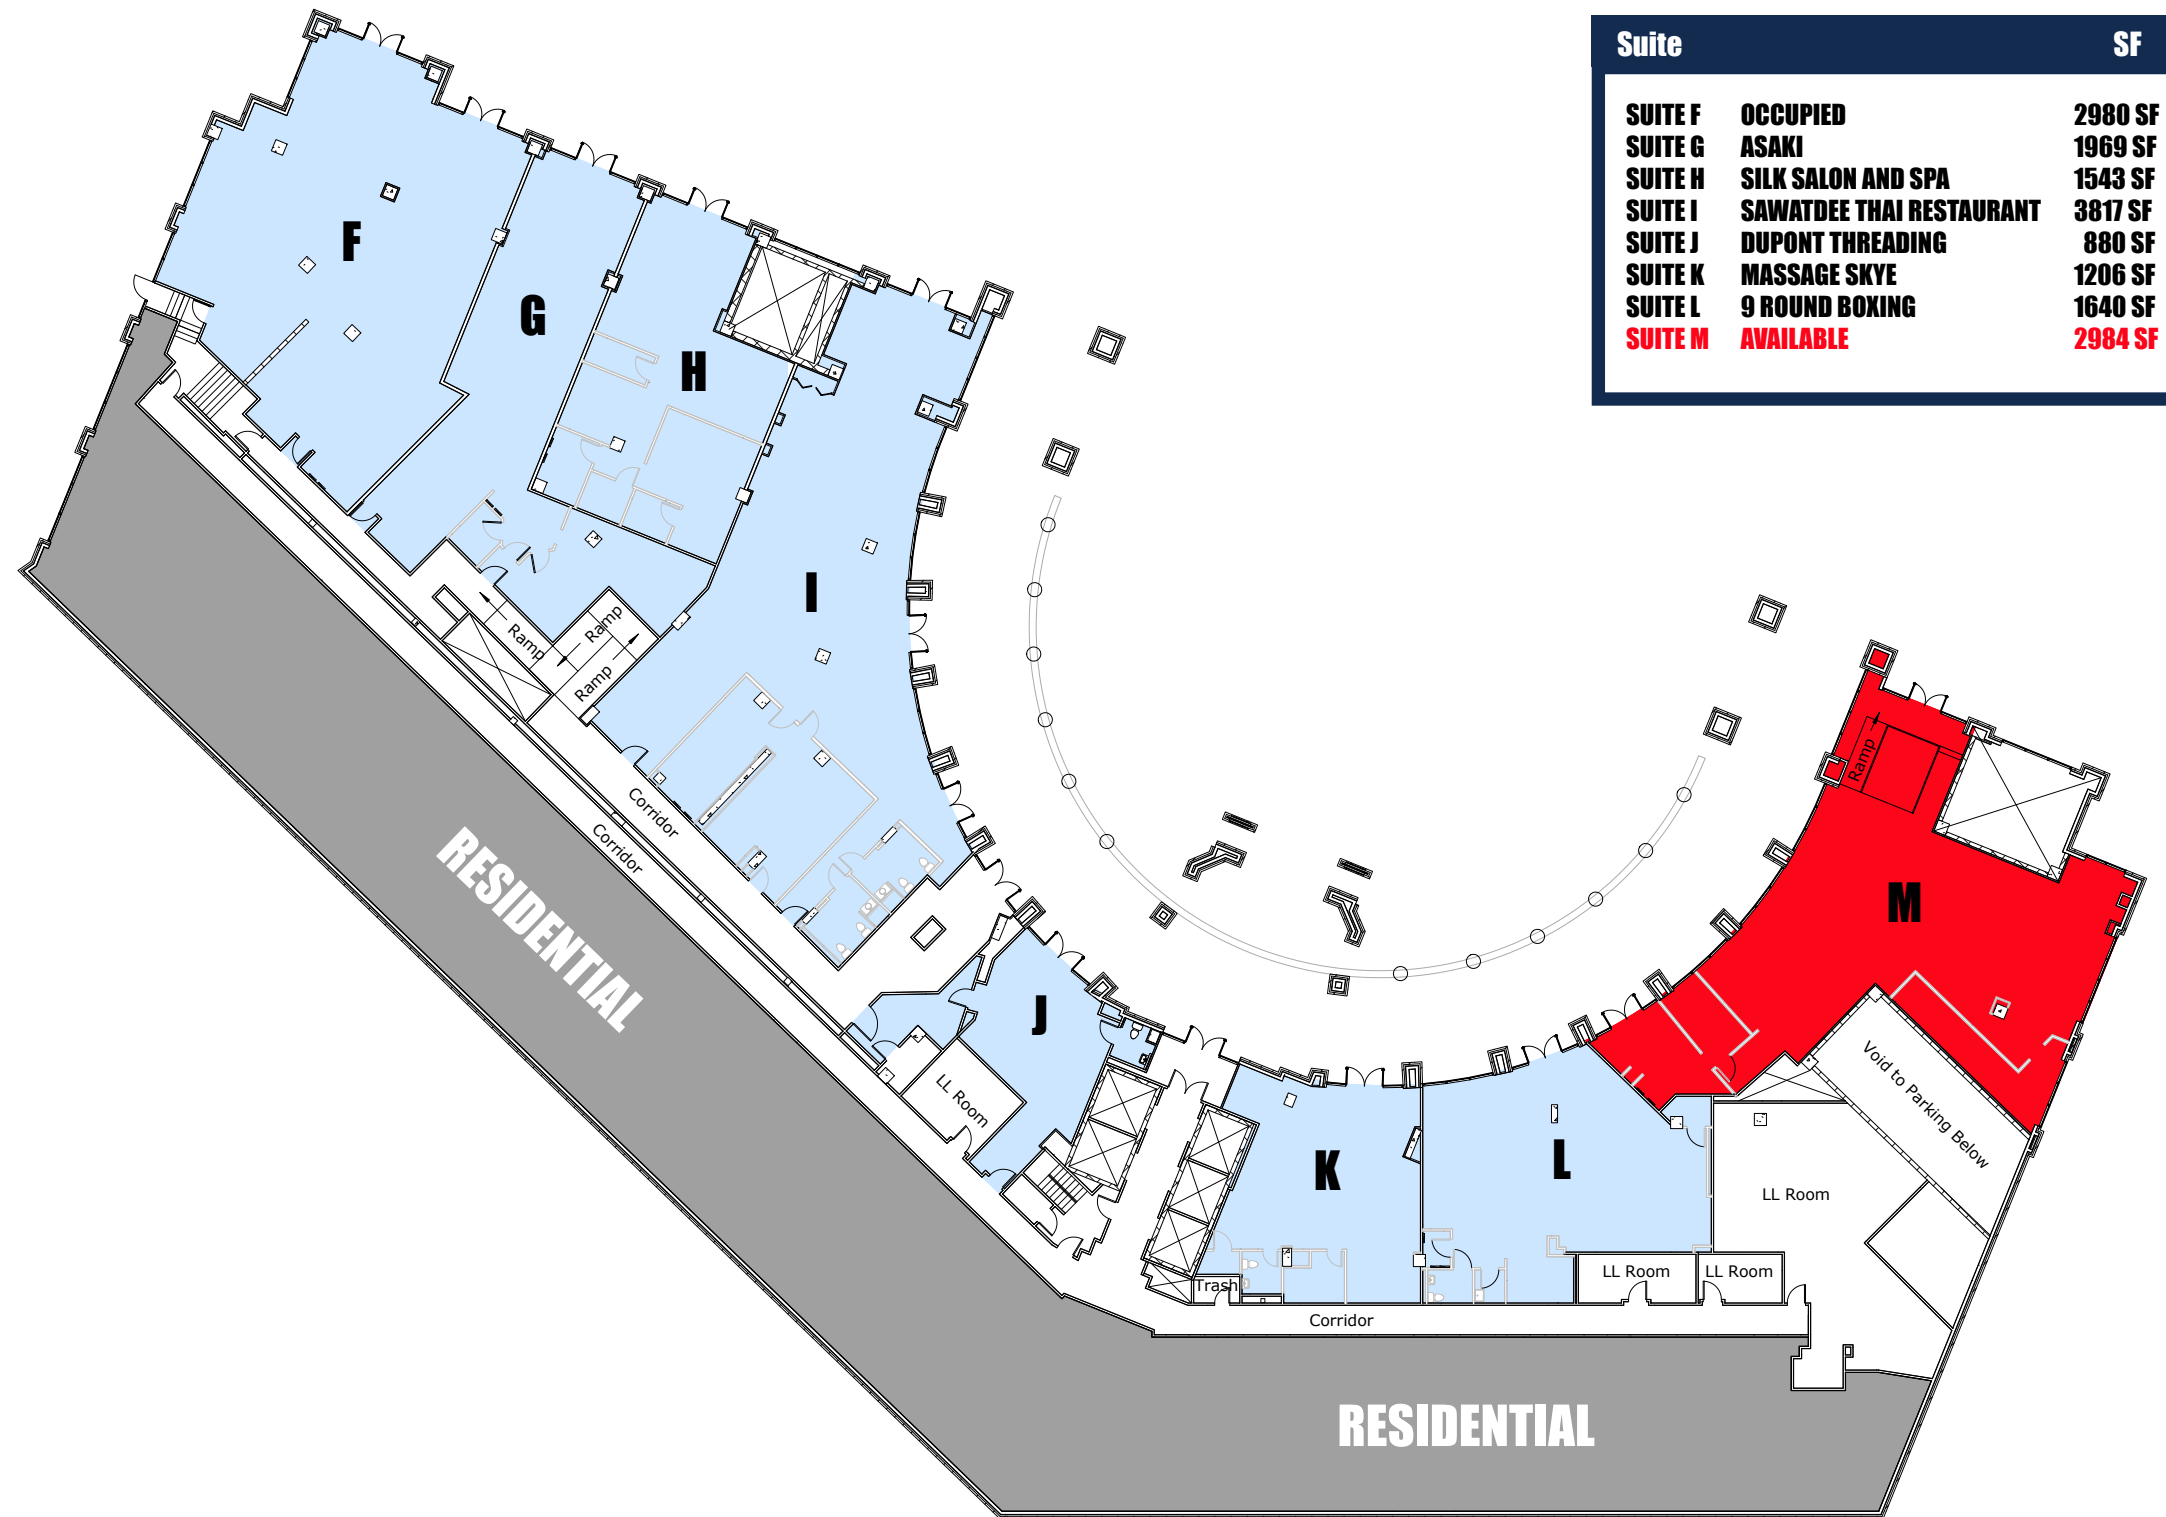 Suite SF
SUITE F OCCUPIED 2980 SF
SUITE G ASAKI 1969 SF
SUITE H SILK SALON AND SPA 1543 SF
SUITE I SAWATDEE THAI RESTAURANT 3817 SF
SUITE J DUPONT THREADING 880 SF
SUITE K MASSAGE SKYE 1206 SF
SUITE L 9 ROUND BOXING 1640 SF
SUITE M AVAILABLE 2984 SF
F
G
H
I
Ramp
Ramp
Ramp
Corridor
Corridor
RESIDENTIAL
J
LL Room
K
L
M
Ramp
Void to Parking Below
LL Room
LL Room
LL Room
Trash
Corridor
RESIDENTIAL